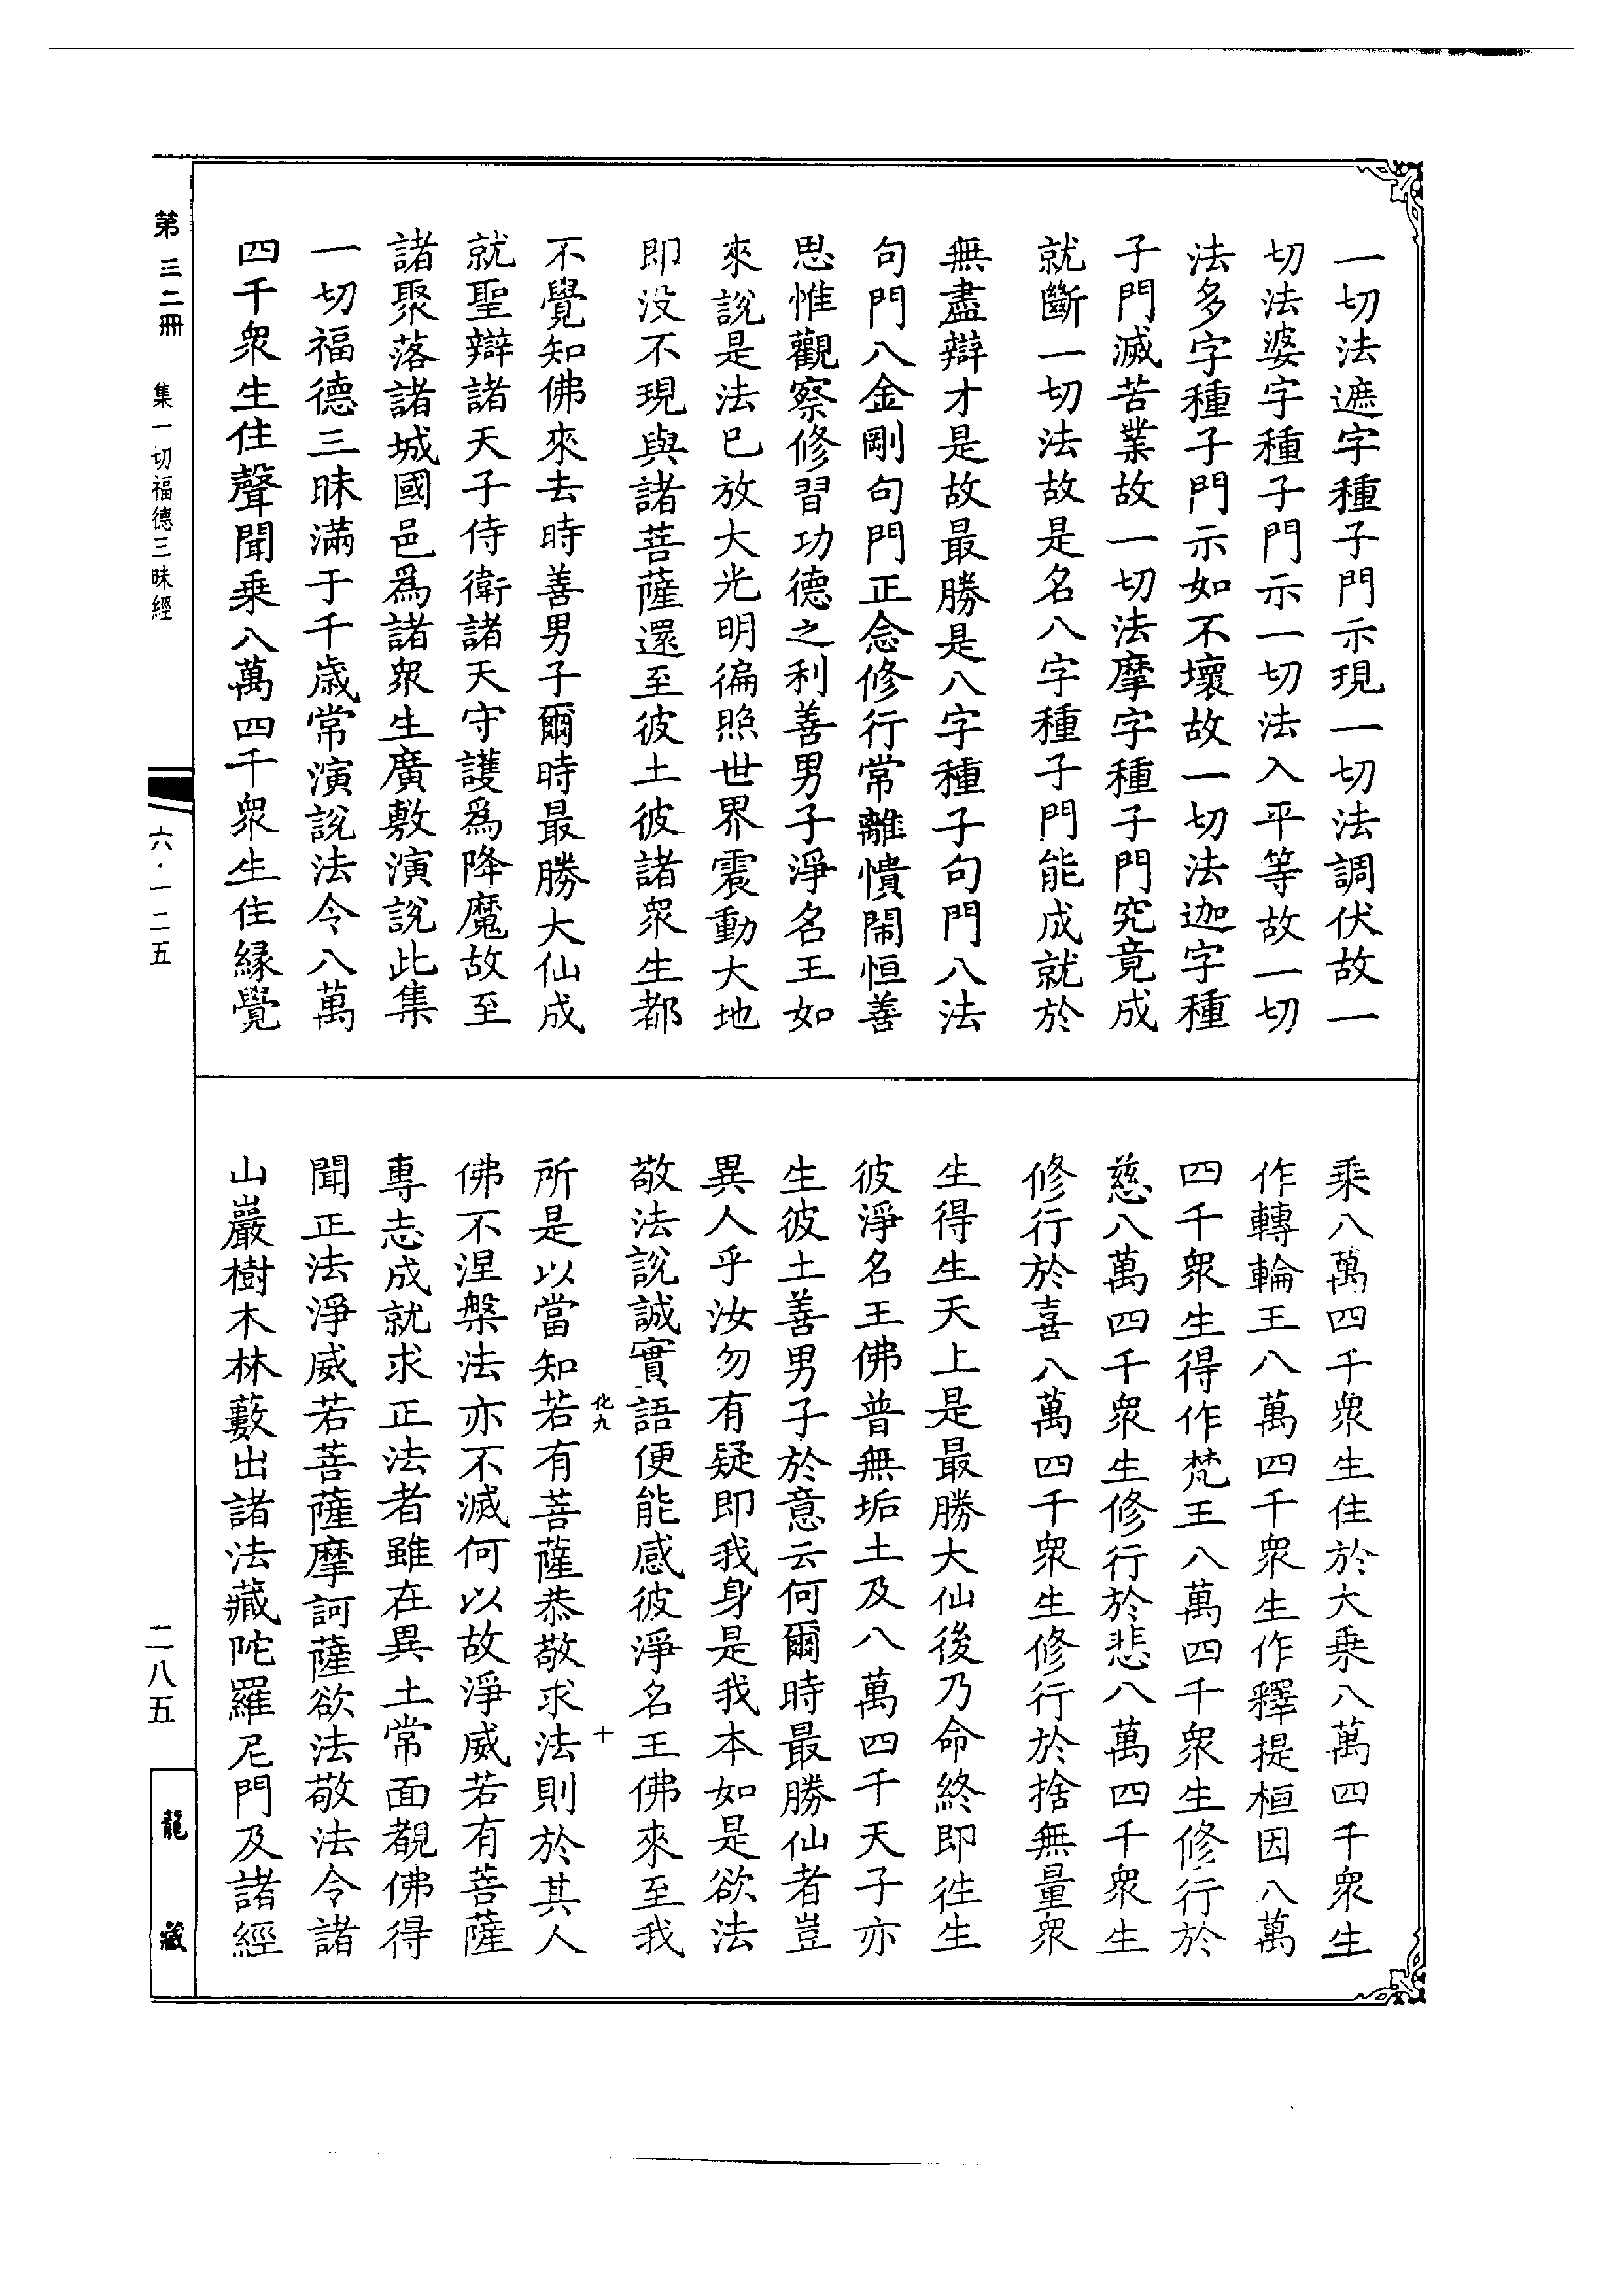 一切法遮字種子門示現一切法調伏故一
切法婆字種子門示一切法入平等故一切
法多字種子門示如不壞故一切法迦字種
子門滅苦業故一切法摩字種子門究竟成
就斷一切法故是名八字種子門能成就於
無盡辯才是故最勝是八字種子句門八法
句門八金剛句門正念修行常離憒閙恒善
思惟觀察修習功德之利善男子淨名王如
來說是法已放大光明徧照世界震動大地
即没不現與諸菩薩還至彼土彼諸衆生都
不覺知佛來去時善男子爾時最勝大仙成
就聖辯諸天子侍衛諸天守護爲降魔故至
諸聚落諸城國邑爲諸衆生廣敷演說此集
一切福德三昧滿于千歲常演說法令八萬
四千衆生住聲聞乘八萬四千衆生住緣覺
乘八萬四千衆生住於大乘八萬四千衆生
作轉輪王八萬四千衆生作釋提桓因八萬
四千衆生得作梵王八萬四千衆生修行於
慈八萬四千衆生修行於悲八萬四千衆生
修行於喜八萬四千衆生修行於捨無量衆
生得生天上是最勝大仙後乃命終即徃生
彼淨名王佛普無垢土及八萬四千天子亦
生彼土善男子於意云何爾時最勝仙者豈
異人乎汝勿有疑即我身是我本如是欲法
敬法說誠實語便能感彼淨名王佛來至我
化九 十
所是以當知若有菩薩恭敬求法則於其人
佛不涅槃法亦不滅何以故淨威若有菩薩
專志成就求正法者雖在異土常面覩佛得
聞正法淨威若菩薩摩訶薩欲法敬法令諸
山巖樹木林藪出諸法藏陀羅尼門及諸經
第三二冊 集一切福德三昧經
六·一二五
二八五
龍藏